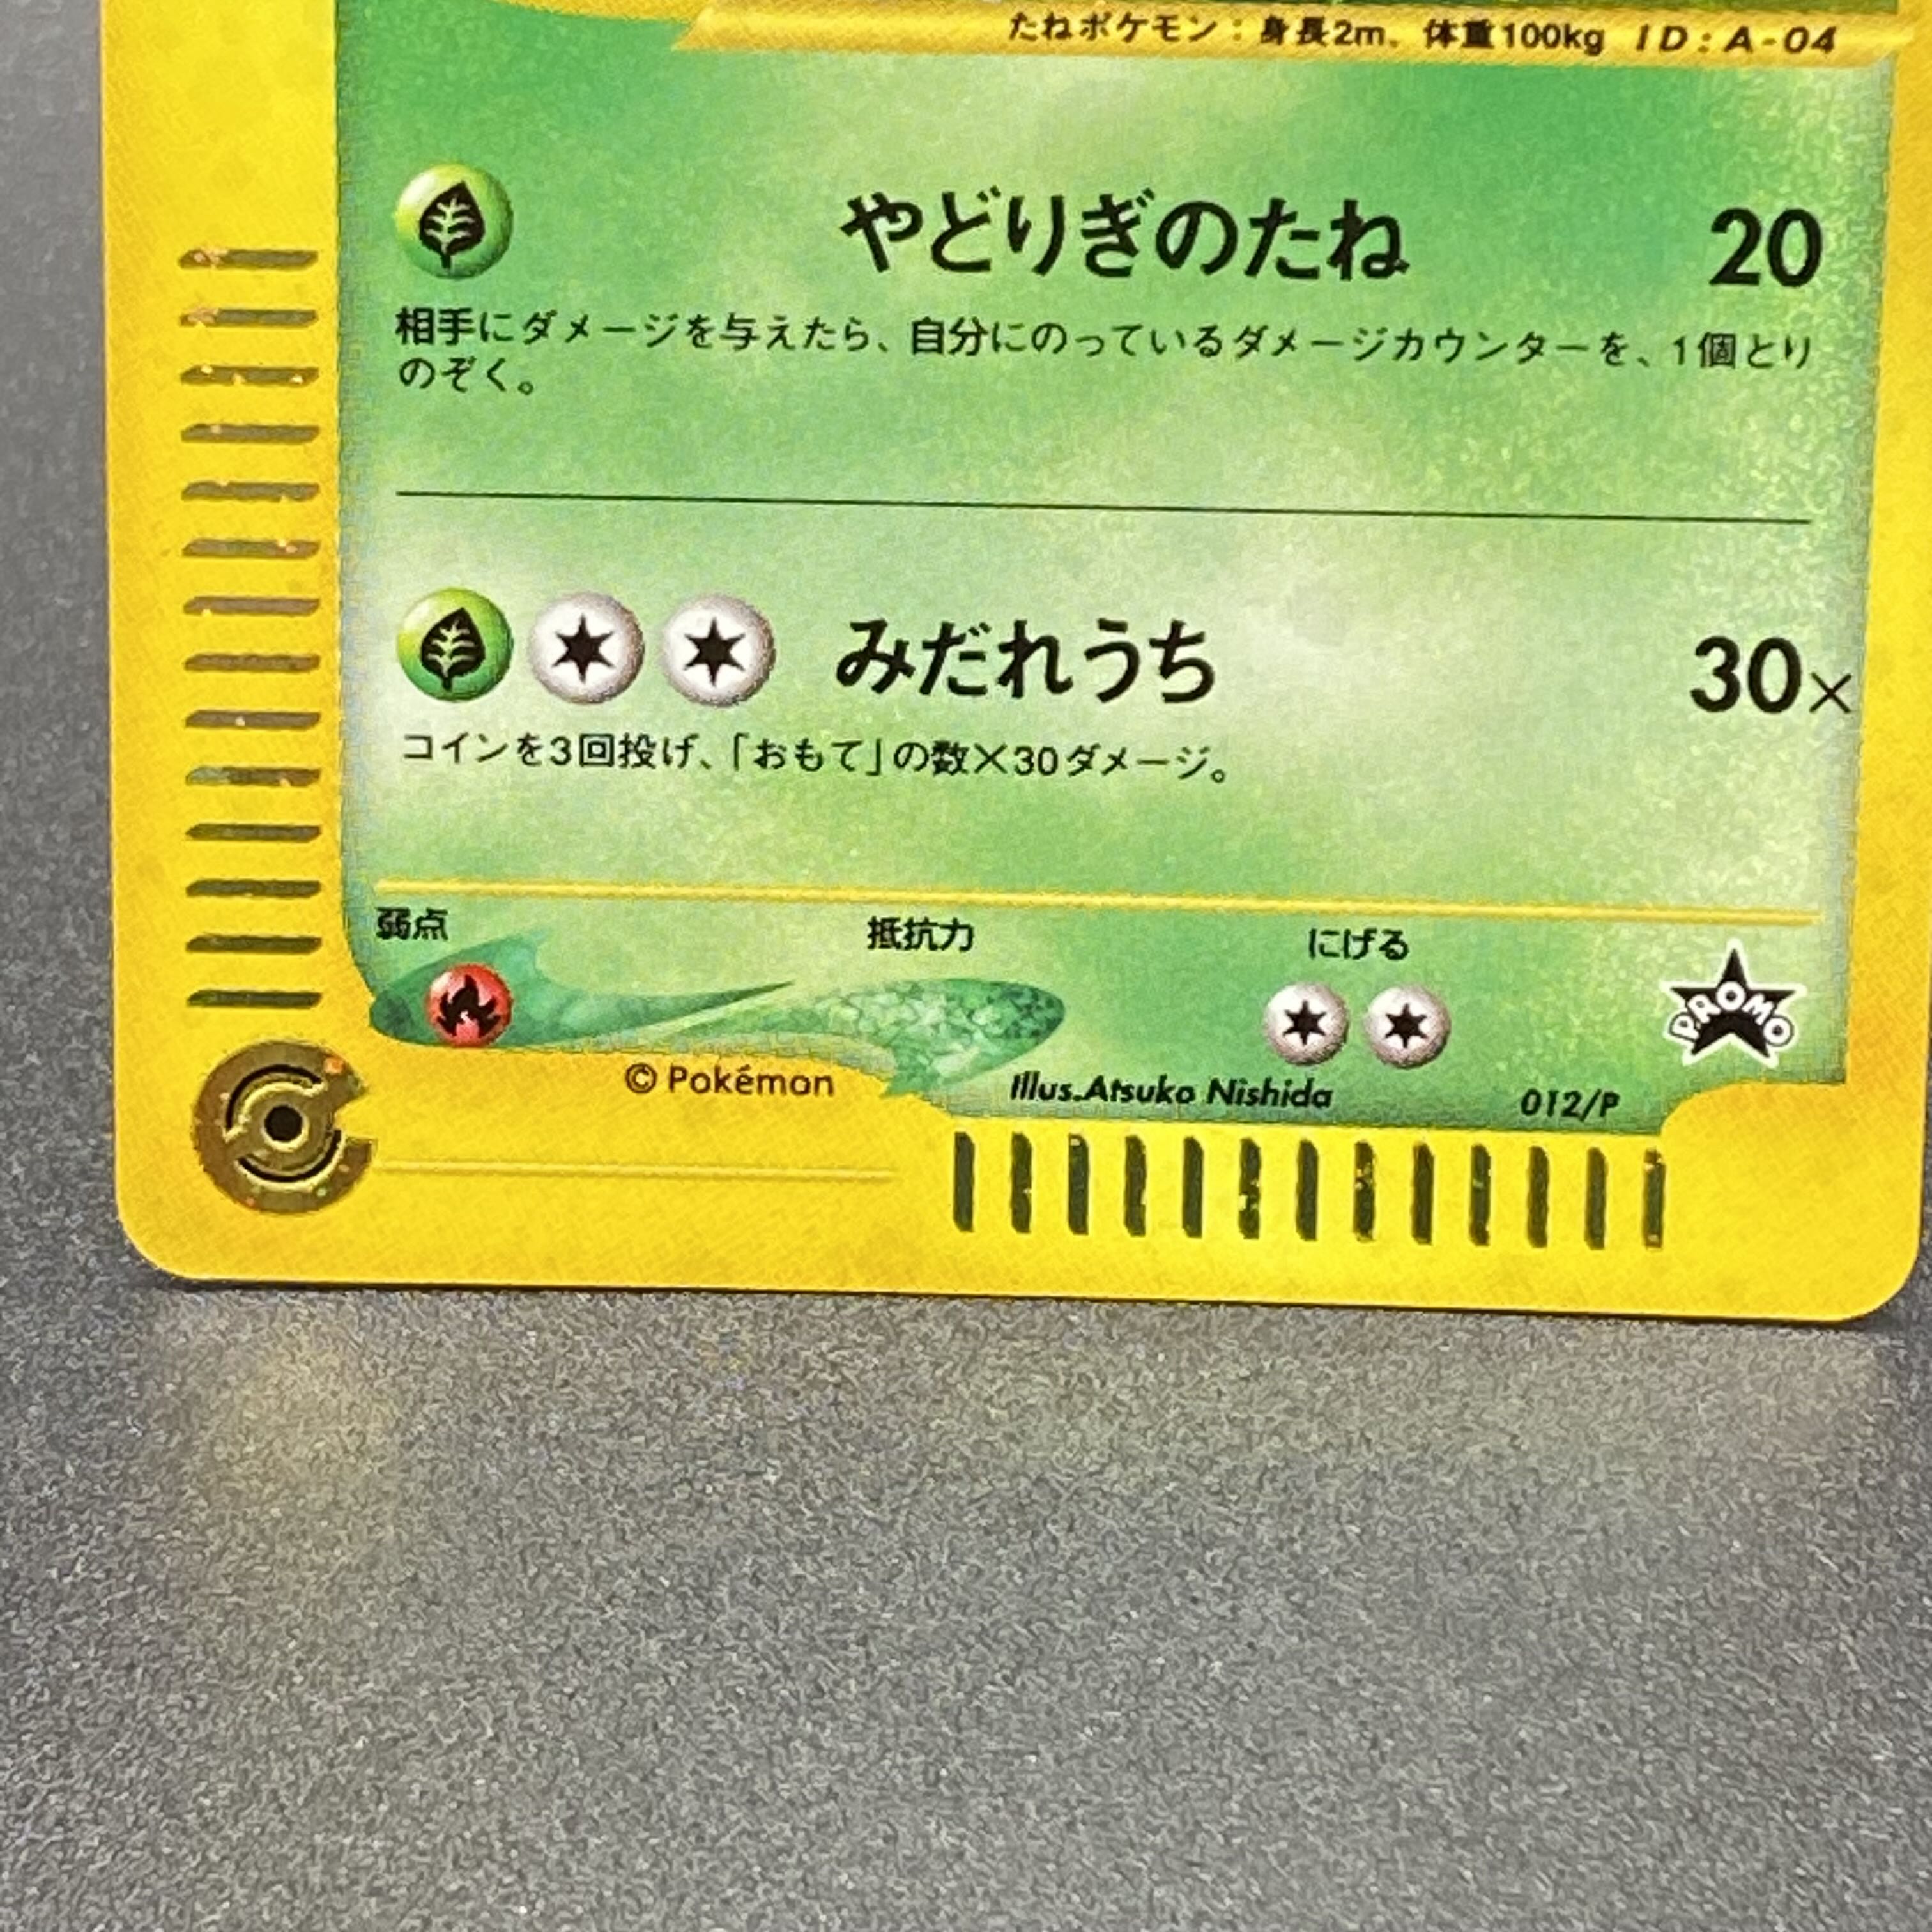 たねポケモン：身長2m、体重100kg ID:A-04
やどりぎのたね 20
相手にダメージを与えたら、自分にのっているダメージカウンターを、1個とり
のぞく。
みだれうち 30×
コインを3回投げ、「おもて」の数×30ダメージ。
弱点 抵抗力 にげる
PROMO
© Pokémon Illus.Atsuko Nishida 012/P